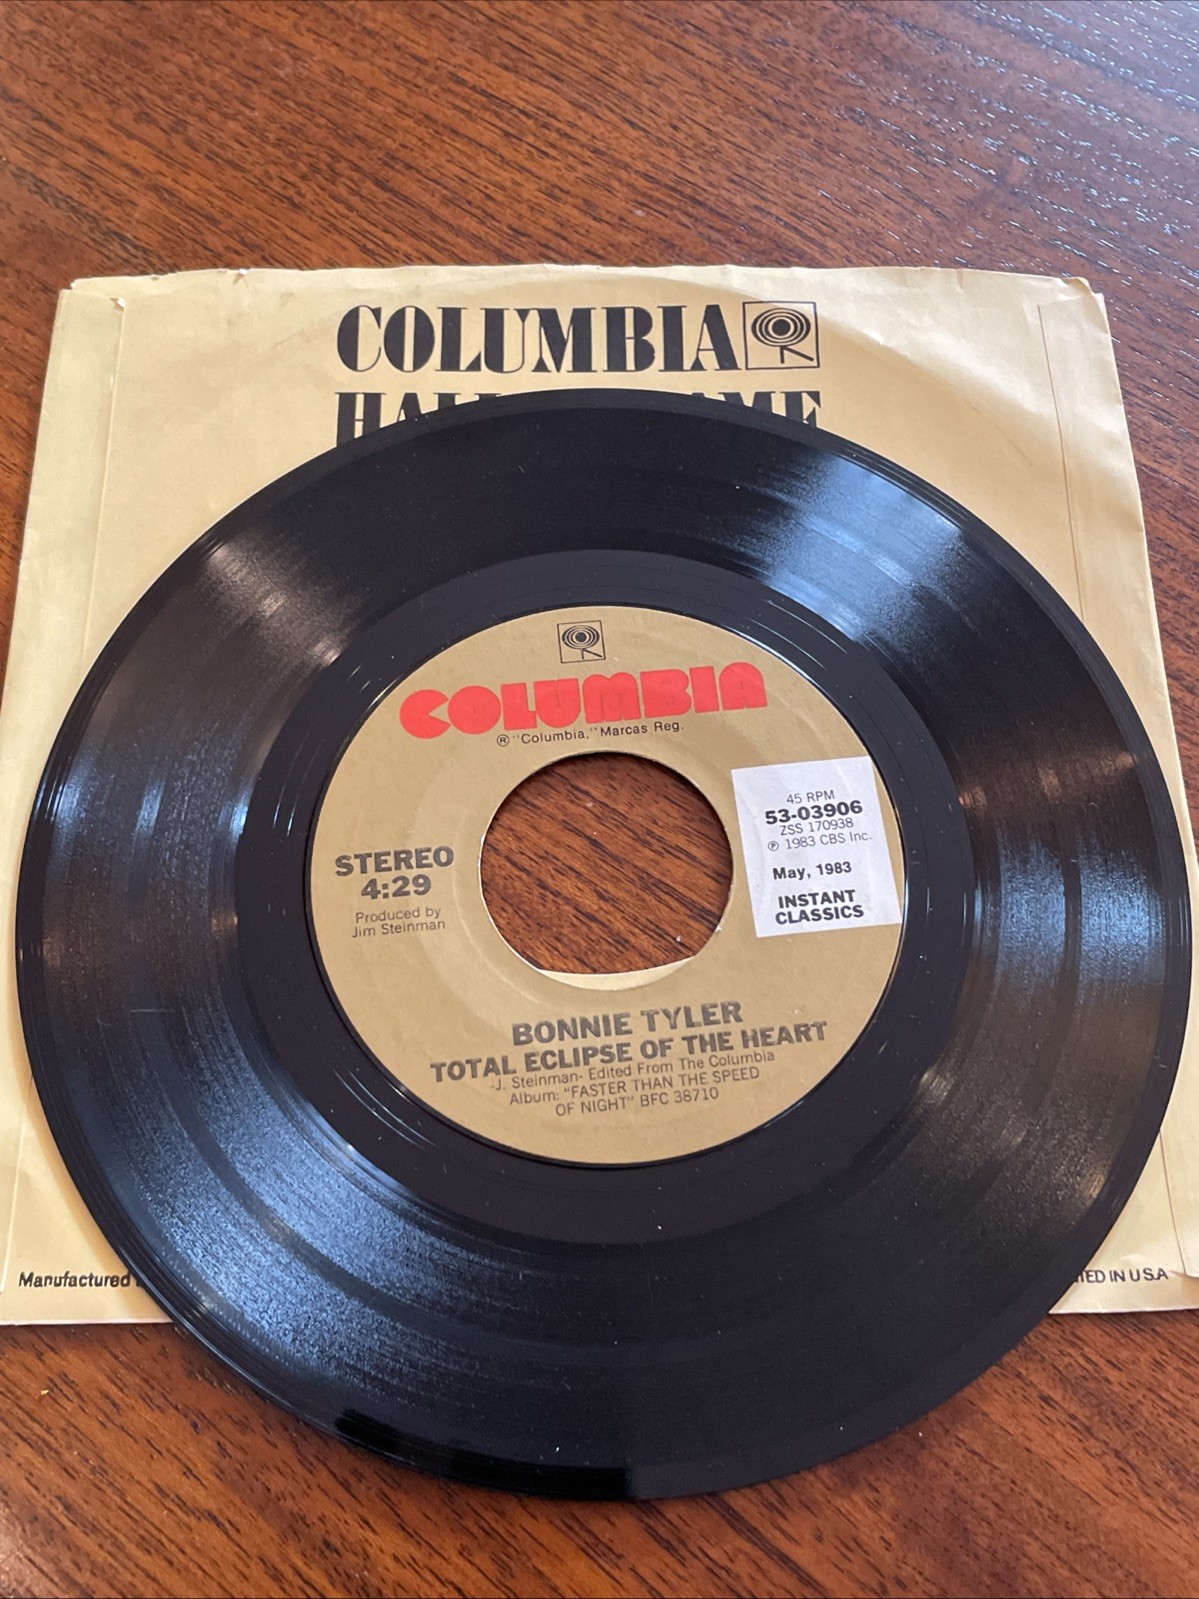 COLUMBIA
COLUMBIA
® "Columbia," Marcas Reg.
45 RPM
53-03906
ZSS 170938
℗ 1983 CBS Inc.
May, 1983
INSTANT
CLASSICS
STEREO
4:29
Produced by
Jim Steinman
BONNIE TYLER
TOTAL ECLIPSE OF THE HEART
-J. Steinman- Edited From The Columbia
Album: "FASTER THAN THE SPEED
OF NIGHT" BFC 38710
Manufactured
IN U.S.A